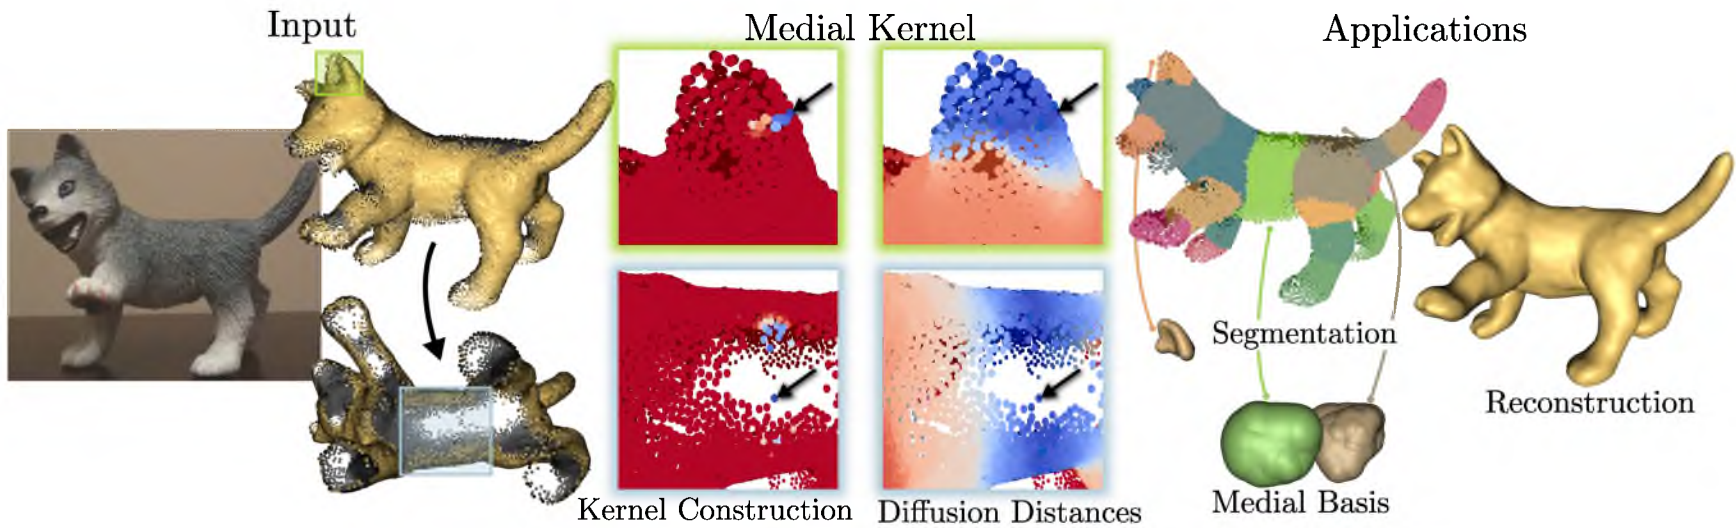 Input
Medial Kernel
Applications
Segmentation
Reconstruction
Kernel Construction
Diffusion Distances
Medial Basis